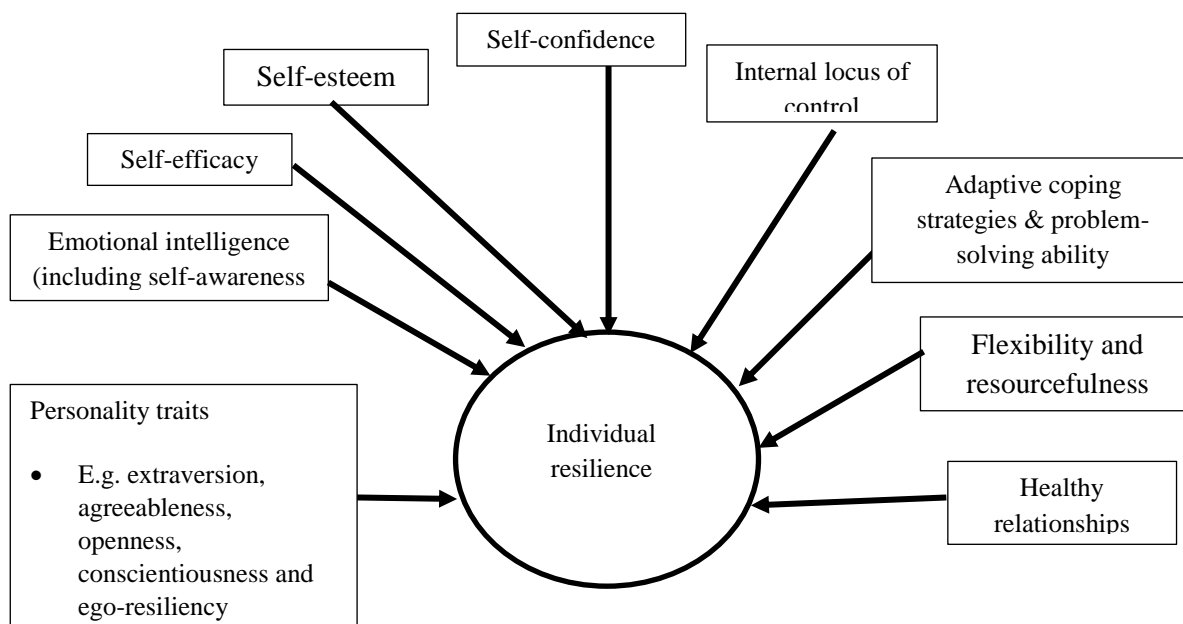 Self-confidence
Self-esteem
Internal locus of
control
Self-efficacy
Adaptive coping
strategies & problem-
solving ability
Emotional intelligence
(including self-awareness
Flexibility and
resourcefulness
Personality traits
• E.g. extraversion,
agreeableness,
openness,
conscientiousness and
ego-resiliency
Individual
resilience
Healthy
relationships